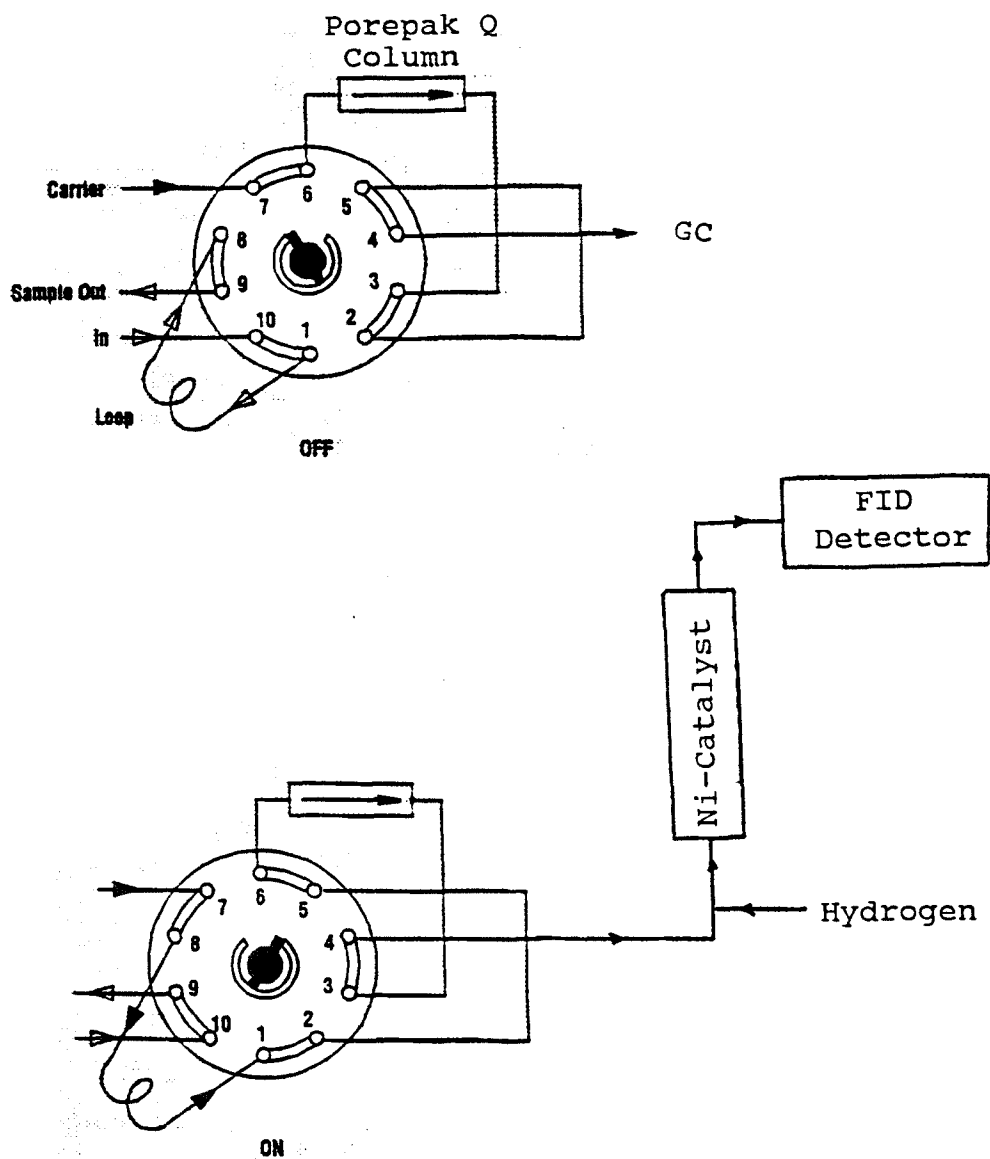 Porepak Q
Column
Carrier
6
7
5
8
4
GC
9
3
Sample Out
10
1
2
In
Loop
OFF
FID
Detector
Ni-Catalyst
Hydrogen
6
7
5
8
4
9
3
10
1
2
ON